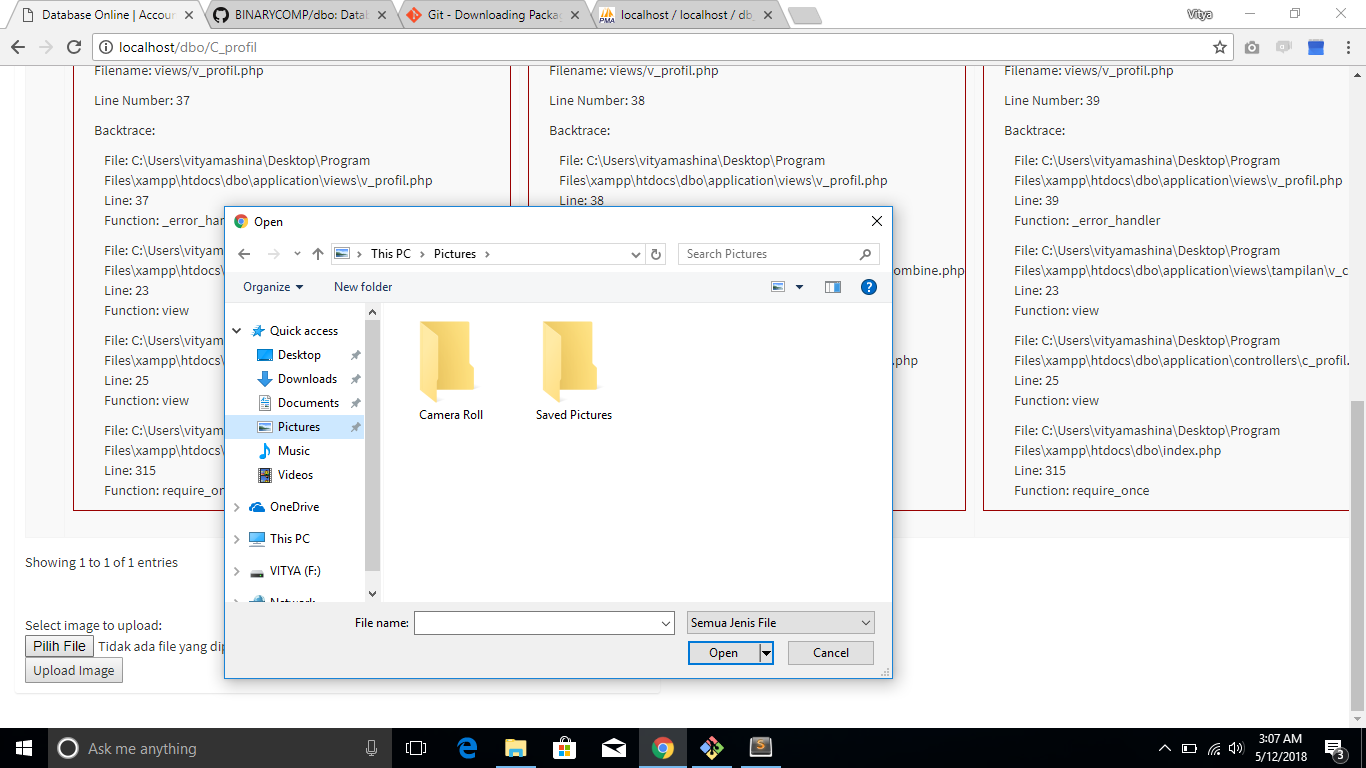 Database Online | Accour
BINARYCOMP/dbo: Datab
Git - Downloading Packa
localhost / localhost / db
Vitya
localhost/dbo/C_profil
Filename: views/v_profil.php
Line Number: 37
Backtrace:
File: C:\Users\vityamashina\Desktop\Program
Files\xampp\htdocs\dbo\application\views\v_profil.php
Line: 37
Function: _error_har
File: C:\Users\vityam
Files\xampp\htdocs\
Line: 23
Function: view
File: C:\Users\vityam
Files\xampp\htdocs\
Line: 25
Function: view
File: C:\Users\vityam
Files\xampp\htdocs\
Line: 315
Function: require_on
Filename: views/v_profil.php
Line Number: 38
Backtrace:
File: C:\Users\vityamashina\Desktop\Program
Files\xampp\htdocs\dbo\application\views\v_profil.php
Line: 38
ombine.php
.php
Filename: views/v_profil.php
Line Number: 39
Backtrace:
File: C:\Users\vityamashina\Desktop\Program
Files\xampp\htdocs\dbo\application\views\v_profil.php
Line: 39
Function: _error_handler
File: C:\Users\vityamashina\Desktop\Program
Files\xampp\htdocs\dbo\application\views\tampilan\v_c
Line: 23
Function: view
File: C:\Users\vityamashina\Desktop\Program
Files\xampp\htdocs\dbo\application\controllers\c_profil.
Line: 25
Function: view
File: C:\Users\vityamashina\Desktop\Program
Files\xampp\htdocs\dbo\index.php
Line: 315
Function: require_once
Open
This PC
Pictures
Search Pictures
Organize
New folder
Quick access
Desktop
Downloads
Documents
Pictures
Music
Videos
OneDrive
This PC
VITYA (F:)
Network
Camera Roll
Saved Pictures
File name:
Semua Jenis File
Open
Cancel
Showing 1 to 1 of 1 entries
Select image to upload:
Pilih File Tidak ada file yang dip
Upload Image
Ask me anything
3:07 AM
5/12/2018
3